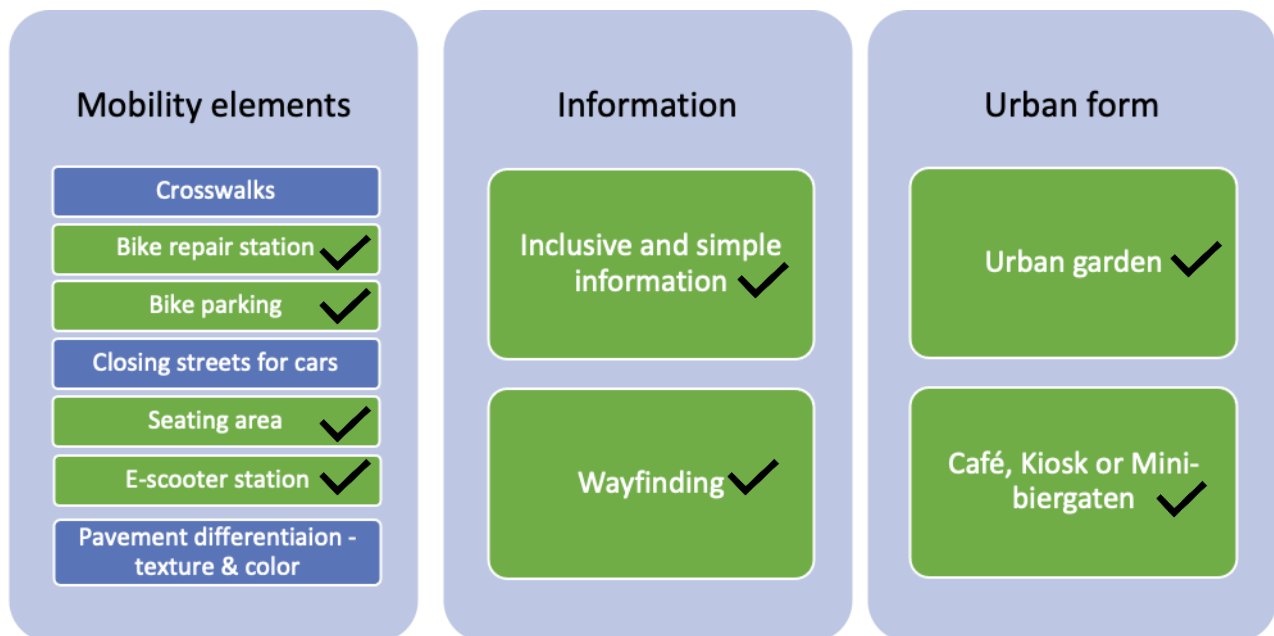 Mobility elements
Crosswalks
Bike repair station
Bike parking
Closing streets for cars
Seating area
E-scooter station
Pavement differentiaion -
texture & color
Information
Inclusive and simple
information
Wayfinding
Urban form
Urban garden
Café, Kiosk or Mini-
biergaten